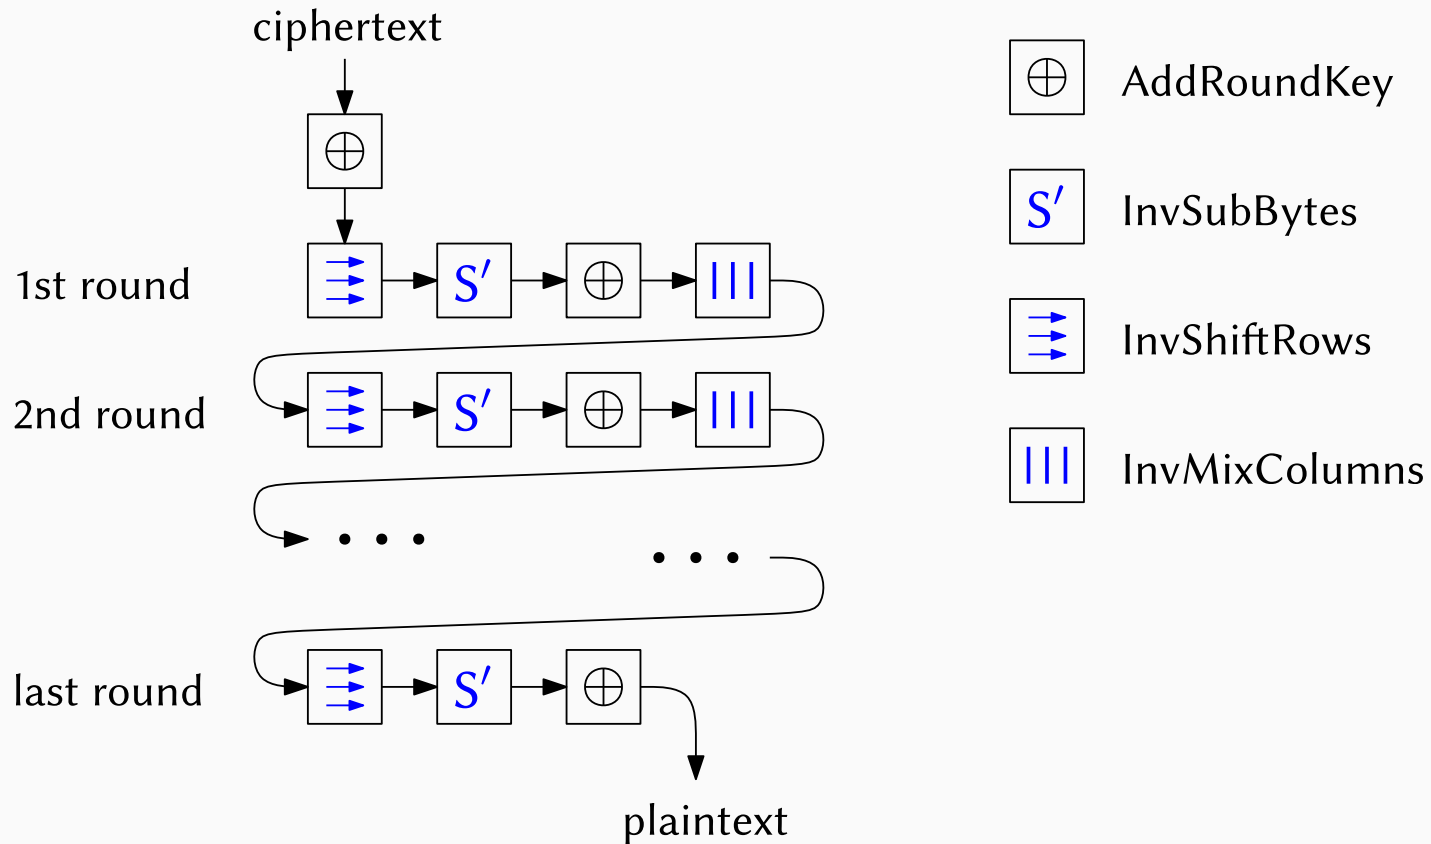 ciphertext
AddRoundKey
S′ InvSubBytes
1st round S′
InvShiftRows
2nd round S′
InvMixColumns
• • •
• • •
last round S′
plaintext